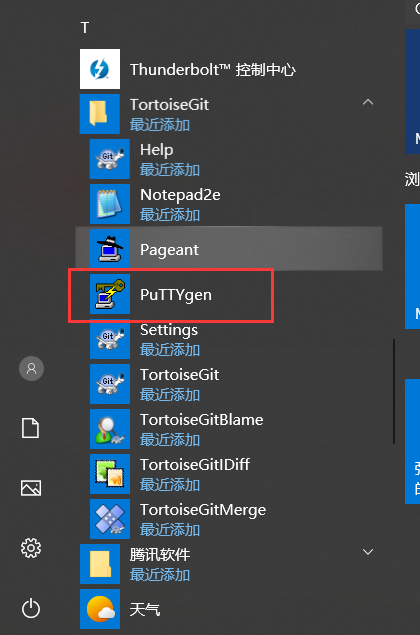 T
Thunderbolt™ 控制中心
TortoiseGit
最近添加
Help
最近添加
Notepad2e
最近添加
Pageant
PuTTYgen
Settings
最近添加
TortoiseGit
最近添加
TortoiseGitBlame
最近添加
TortoiseGitIDiff
最近添加
TortoiseGitMerge
最近添加
腾讯软件
最近添加
天气
浏